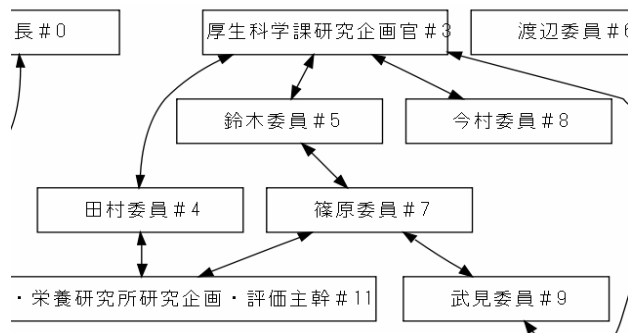 長#0
厚生科学課研究企画官#3
渡辺委員#6
鈴木委員#5
今村委員#8
田村委員#4
篠原委員#7
・栄養研究所研究企画・評価主幹#11
武見委員#9